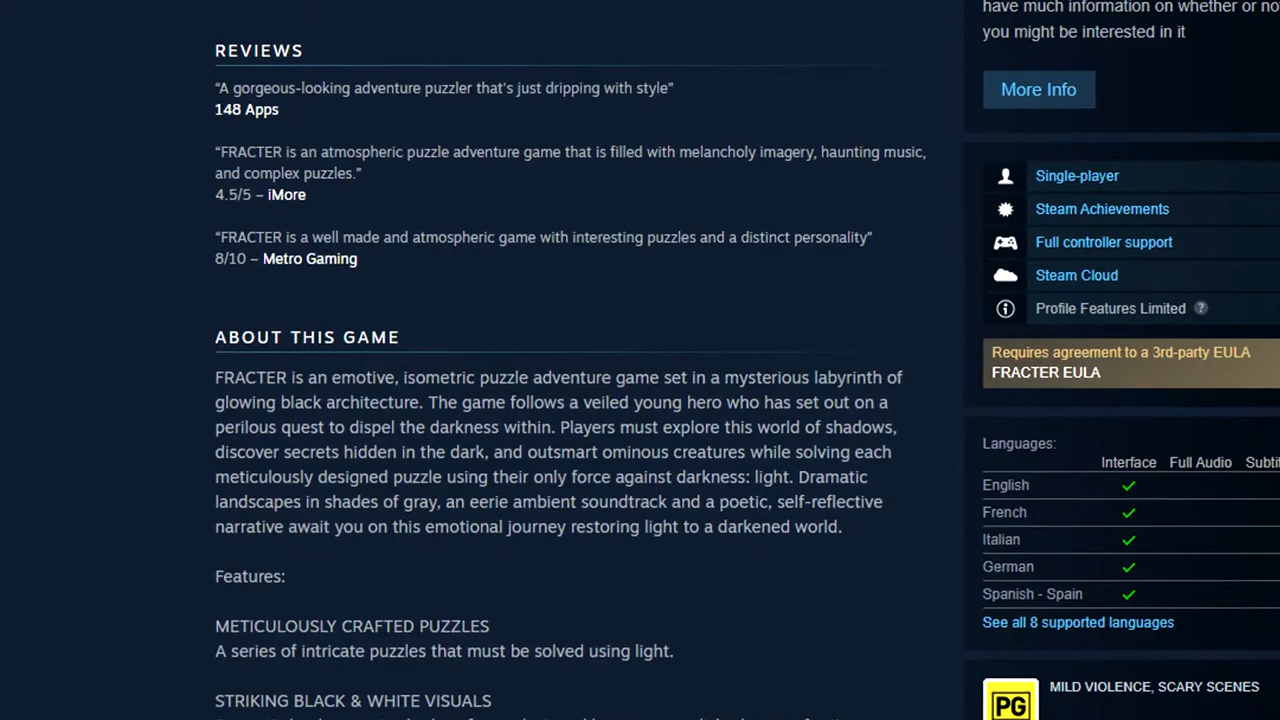 REVIEWS
“A gorgeous-looking adventure puzzler that's just dripping with style”
148 Apps
“FRACTER is an atmospheric puzzle adventure game that is filled with melancholy imagery, haunting music,
and complex puzzles.”
4.5/5 – iMore
“FRACTER is a well made and atmospheric game with interesting puzzles and a distinct personality”
8/10 – Metro Gaming
ABOUT THIS GAME
FRACTER is an emotive, isometric puzzle adventure game set in a mysterious labyrinth of
glowing black architecture. The game follows a veiled young hero who has set out on a
perilous quest to dispel the darkness within. Players must explore this world of shadows,
discover secrets hidden in the dark, and outsmart ominous creatures while solving each
meticulously designed puzzle using their only force against darkness: light. Dramatic
landscapes in shades of gray, an eerie ambient soundtrack and a poetic, self-reflective
narrative await you on this emotional journey restoring light to a darkened world.
Features:
METICULOUSLY CRAFTED PUZZLES
A series of intricate puzzles that must be solved using light.
STRIKING BLACK & WHITE VISUALS
have much information on whether or no
you might be interested in it
More Info
Single-player
Steam Achievements
Full controller support
Steam Cloud
Profile Features Limited ?
Requires agreement to a 3rd-party EULA
FRACTER EULA
Languages:
Interface Full Audio Subti
English
French
Italian
German
Spanish - Spain
See all 8 supported languages
PG
MILD VIOLENCE, SCARY SCENES